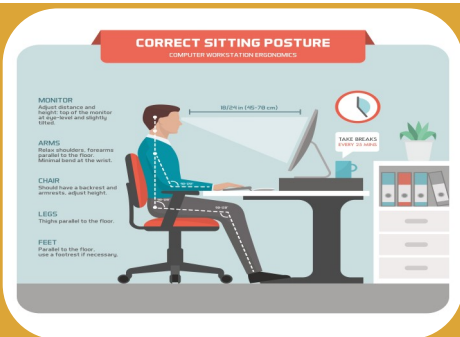 CORRECT SITTING POSTURE
COMPUTER WORKSTATION ERGONOMICS
MONITOR
Adjust distance and
height: top of the monitor
at eye-level and slightly
tilted.
ARMS
Relax shoulders, forearms
parallel to the floor.
Minimal bend at the wrist.
CHAIR
Should have a backrest and
armrests, adjust height.
LEGS
Thighs parallel to the floor.
FEET
Parallel to the floor,
use a footrest if necessary.
18/24 in (45-70 cm)
TAKE BREAKS